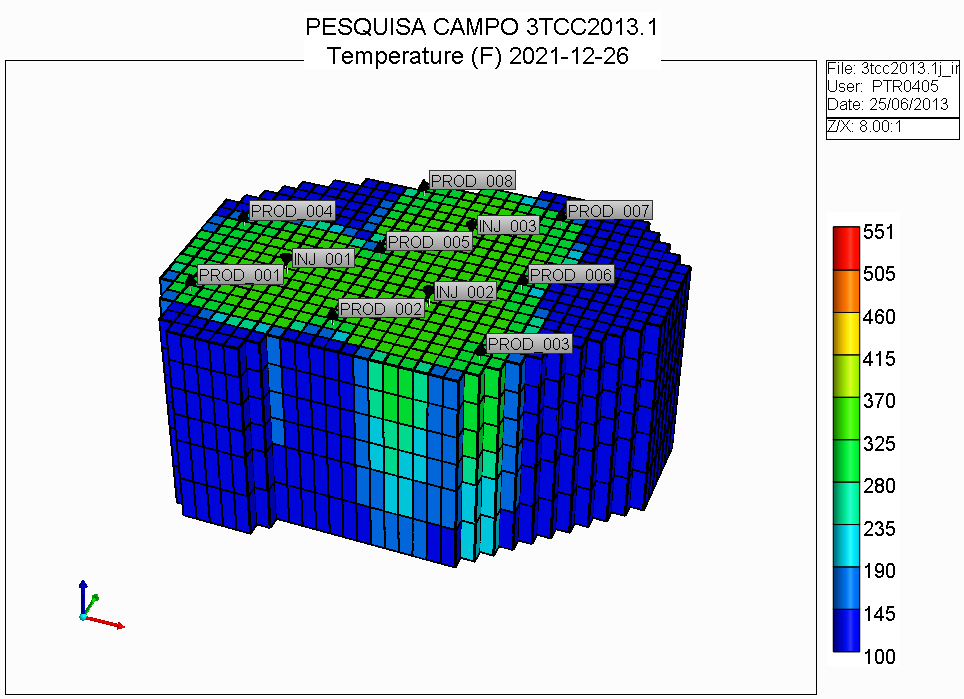 PESQUISA CAMPO 3TCC2013.1
Temperature (F) 2021-12-26
File: 3tcc2013.1j_ir
User: PTR0405
Date: 25/06/2013
Z/X: 8.00:1
PROD_008
PROD_004
PROD_007
INJ_003
PROD_005
INJ_001
PROD_001
PROD_006
INJ_002
PROD_002
PROD_003
551
505
460
415
370
325
280
235
190
145
100